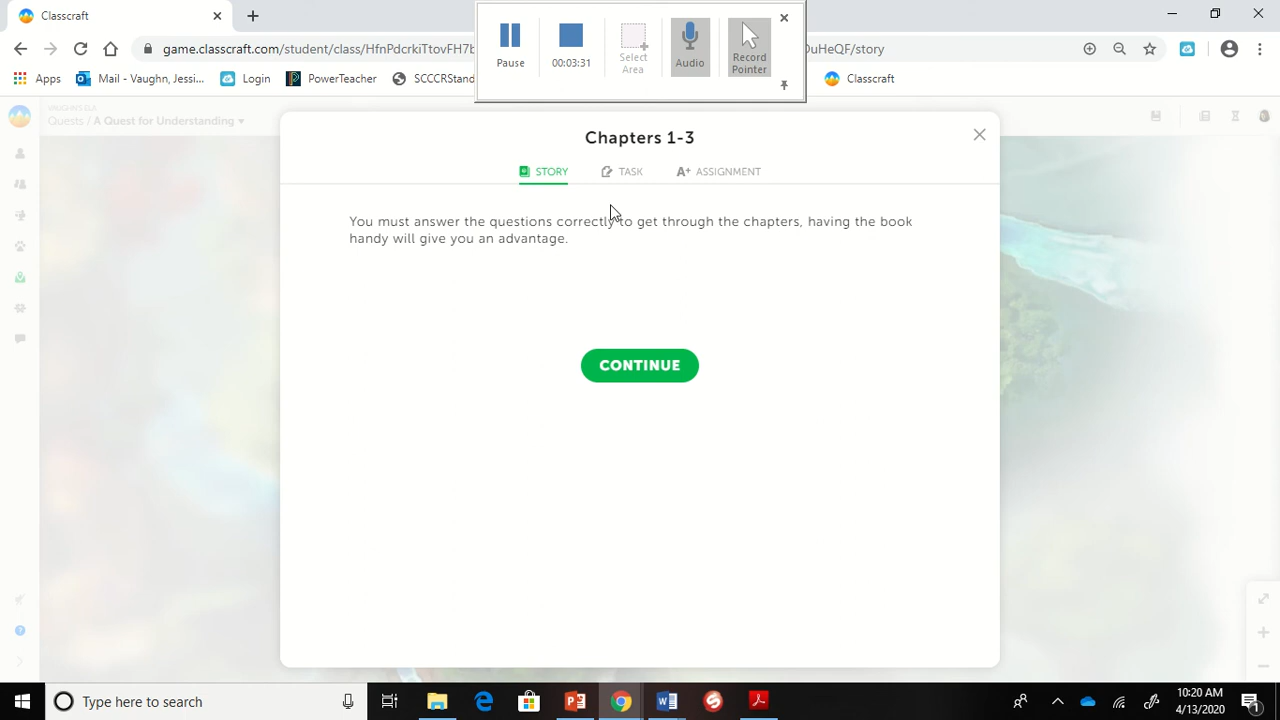 Classcraft
Pause
00:03:31
Select
Area
Audio
Record
Pointer
game.classcraft.com/student/class/HfnPdcrkiTtovFH7b
DuHeQF/story
Apps
Mail - Vaughn, Jessi...
Login
PowerTeacher
SCCCRStand
Classcraft
VAUGHN'S ELA
Quests / A Quest for Understanding
Chapters 1-3
STORY
TASK
A+ ASSIGNMENT
You must answer the questions correctly to get through the chapters, having the book
handy will give you an advantage.
CONTINUE
Type here to search
10:20 AM
4/13/2020
1